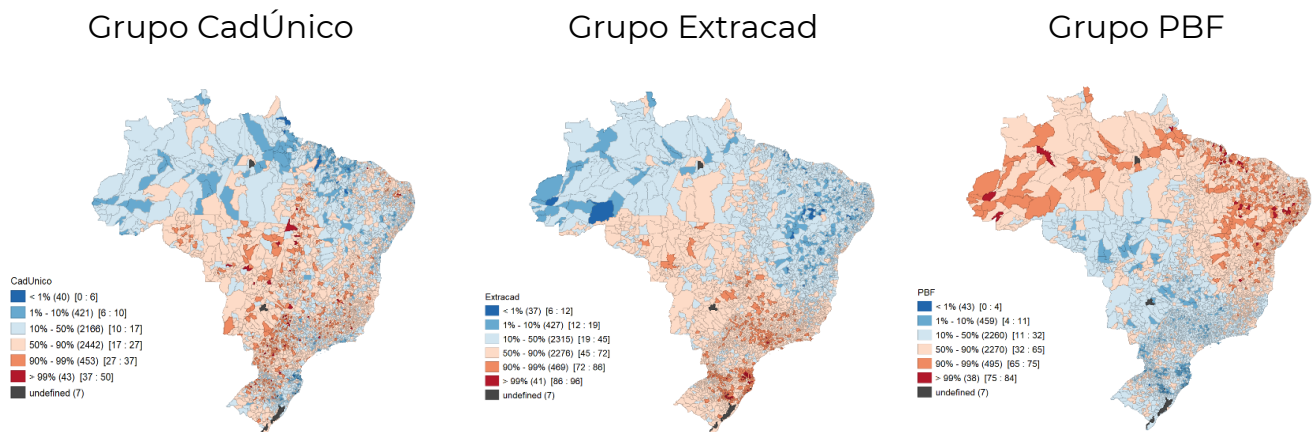 Grupo CadÚnico
Grupo Extracad
Grupo PBF
CadUnico
< 1% (40) [0 : 6]
1% - 10% (421) [6 : 10]
10% - 50% (2166) [10 : 17]
50% - 90% (2442) [17 : 27]
90% - 99% (453) [27 : 37]
> 99% (43) [37 : 50]
undefined (7)
Extracad
< 1% (37) [6 : 12]
1% - 10% (427) [12 : 19]
10% - 50% (2315) [19 : 45]
50% - 90% (2276) [45 : 72]
90% - 99% (469) [72 : 86]
> 99% (41) [86 : 96]
undefined (7)
PBF
< 1% (43) [0 : 4]
1% - 10% (459) [4 : 11]
10% - 50% (2260) [11 : 32]
50% - 90% (2270) [32 : 65]
90% - 99% (495) [65 : 75]
> 99% (38) [75 : 84]
undefined (7)